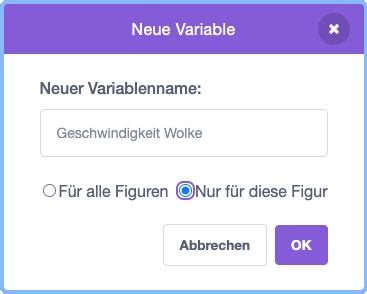 Neue Variable
Neuer Variablenname:
Geschwindigkeit Wolke
Für alle Figuren Nur für diese Figur
Abbrechen OK